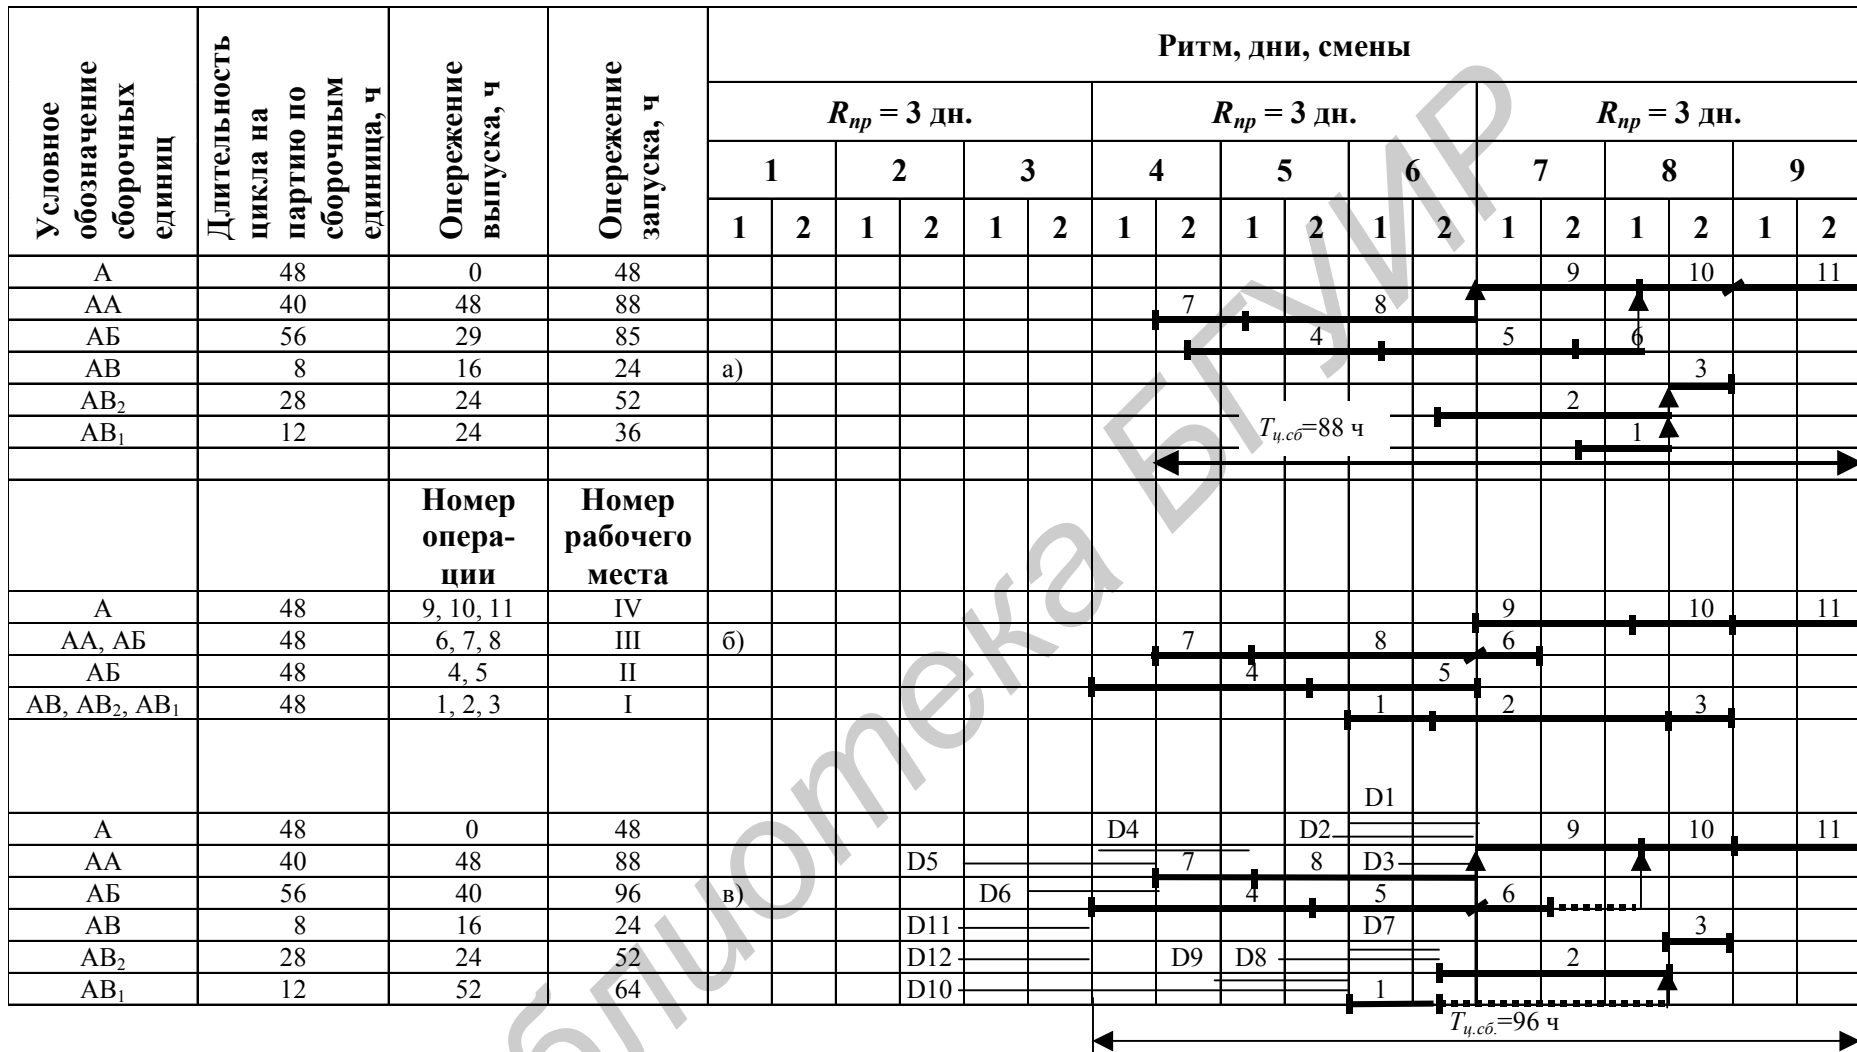 Условное обозначение сборочных единиц
Длительность цикла на партию по сборочным единица, ч
Опережение выпуска, ч
Опережение запуска, ч
Ритм, дни, смены
Rпр = 3 дн. Rпр = 3 дн. Rпр = 3 дн.
1 2 3 4 5 6 7 8 9
1 2 1 2 1 2 1 2 1 2 1 2 1 2 1 2 1 2
А 48 0 48 9 10 11
АА 40 48 88 7 8
АБ 56 29 85 4 5 6
АВ 8 16 24 а) 3
АВ2 28 24 52 2
АВ1 12 24 36 1
Tц.сб=88 ч
Номер опера-
ции
Номер рабочего места
А 48 9, 10, 11 IV 9 10 11
АА, АБ 48 6, 7, 8 III б) 7 8 6
АБ 48 4, 5 II 4 5
АВ, АВ2, АВ1 48 1, 2, 3 I 1 2 3
D1
А 48 0 48 D4 D2 9 10 11
АА 40 48 88 D5 7 8 D3
АБ 56 40 96 в) D6 4 5 6
АВ 8 16 24 D11 D7 3
АВ2 28 24 52 D12 D9 D8 2
АВ1 12 52 64 D10 1
Tц.сб.=96 ч
библиотека БГУИР